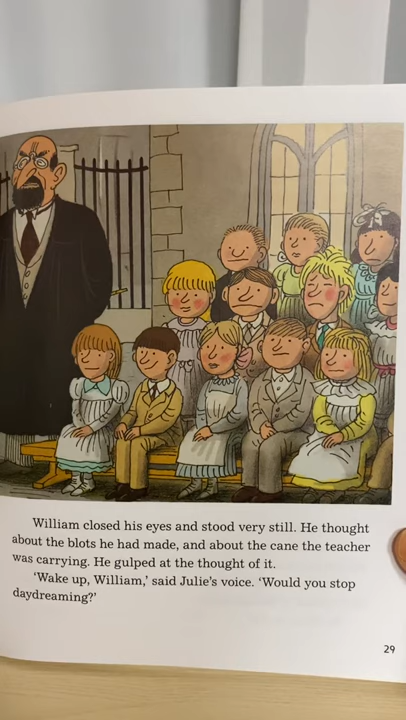 William closed his eyes and stood very still. He thought
about the blots he had made, and about the cane the teacher
was carrying. He gulped at the thought of it.
‘Wake up, William,’ said Julie’s voice. ‘Would you stop
daydreaming?’
29